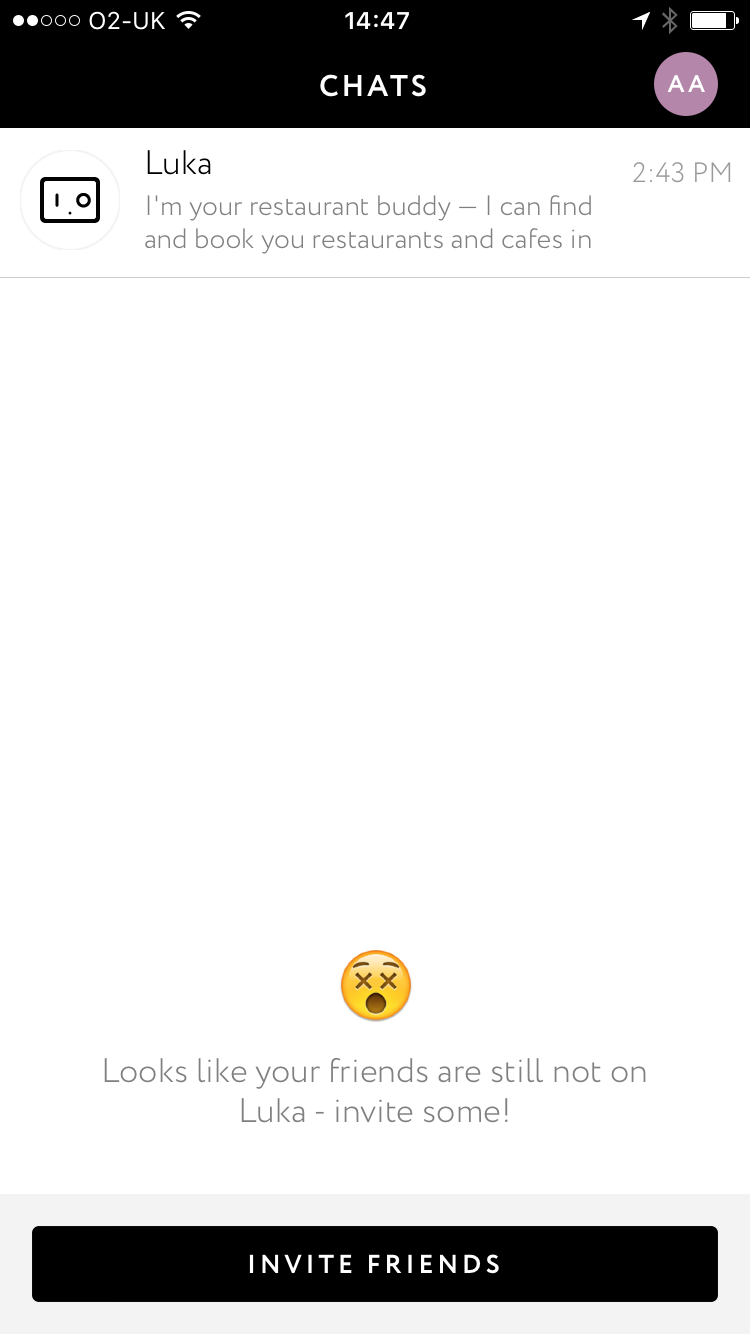 O2-UK 14:47
CHATS
AA
Luka
2:43 PM
I'm your restaurant buddy — I can find
and book you restaurants and cafes in
Looks like your friends are still not on
Luka - invite some!
INVITE FRIENDS